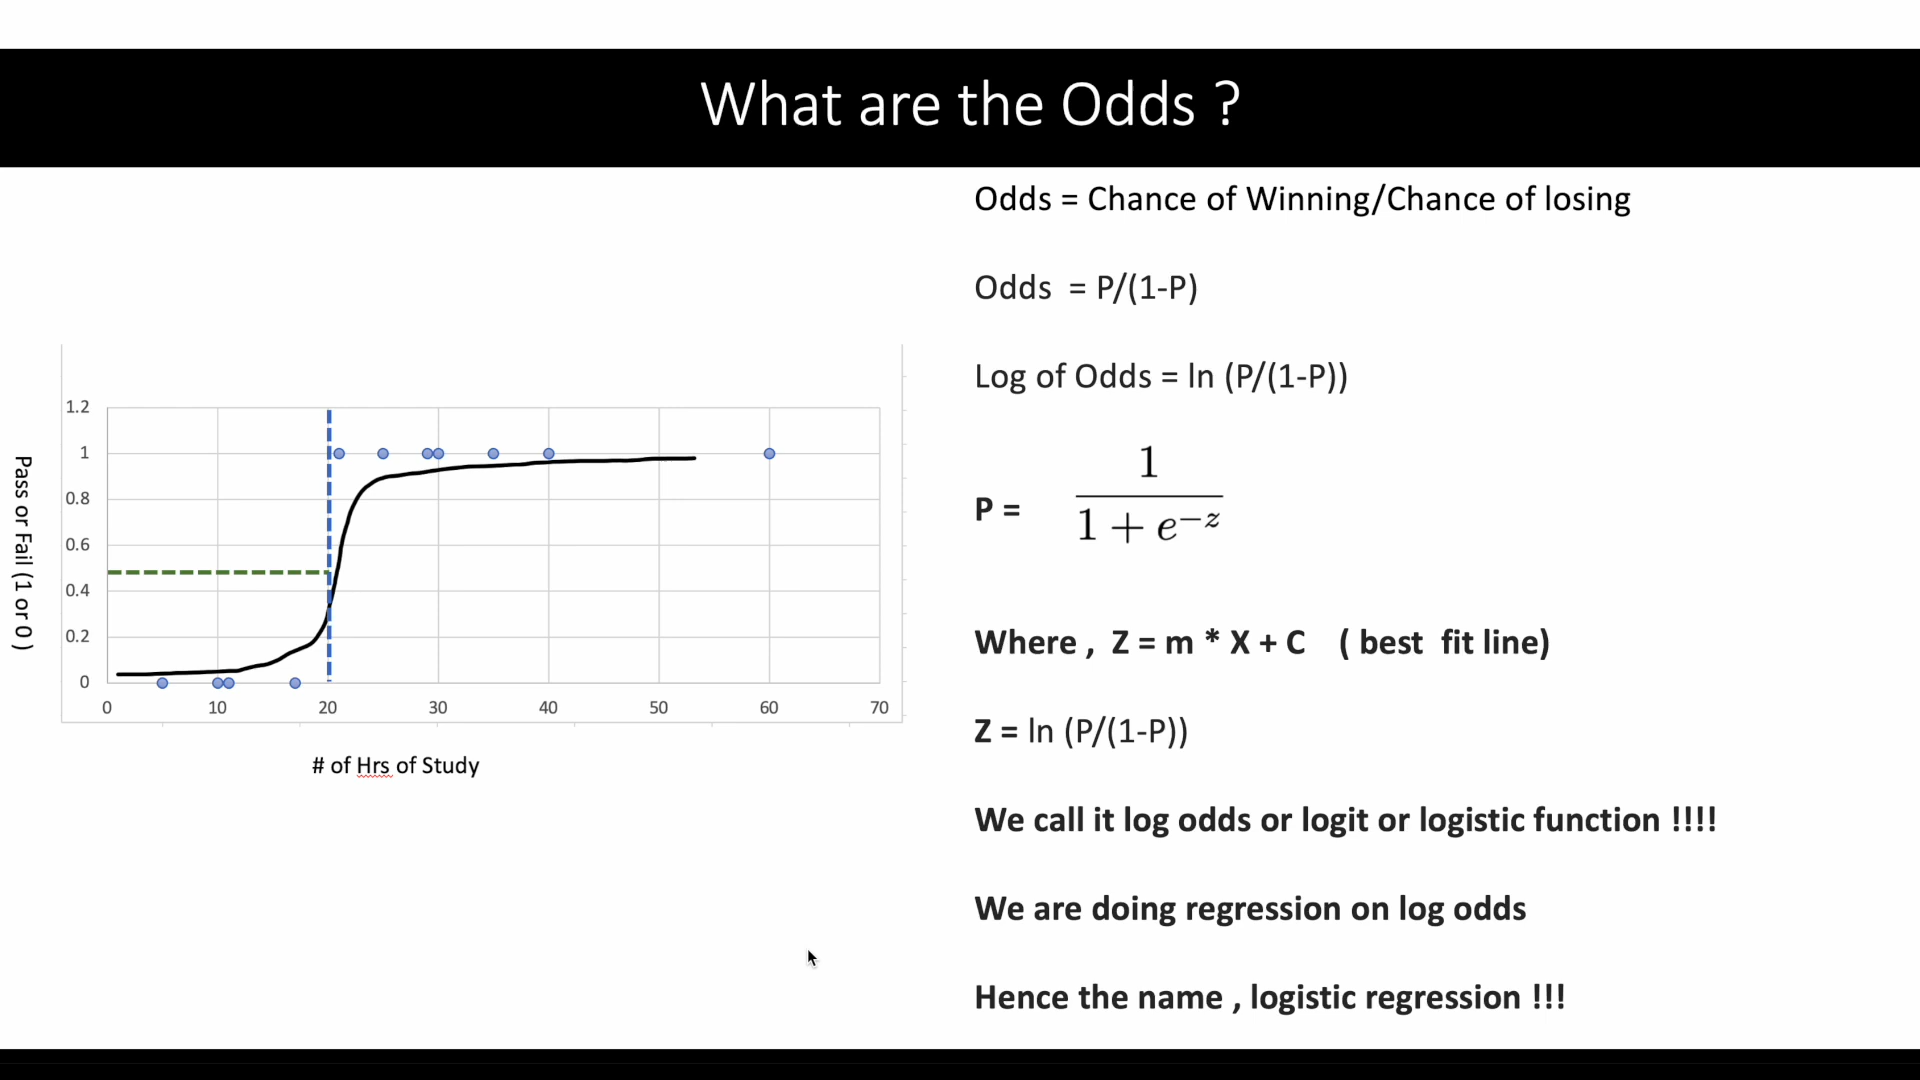 What are the Odds ?
Odds = Chance of Winning/Chance of losing
Odds = P/(1-P)
Log of Odds = ln (P/(1-P))
P = 1
1 + e^−z
Where , Z = m * X + C ( best fit line)
Z = ln (P/(1-P))
We call it log odds or logit or logistic function !!!!
We are doing regression on log odds
Hence the name , logistic regression !!!
Pass or Fail (1 or 0 )
1.2
1
0.8
0.6
0.4
0.2
0
0 10 20 30 40 50 60 70
# of Hrs of Study